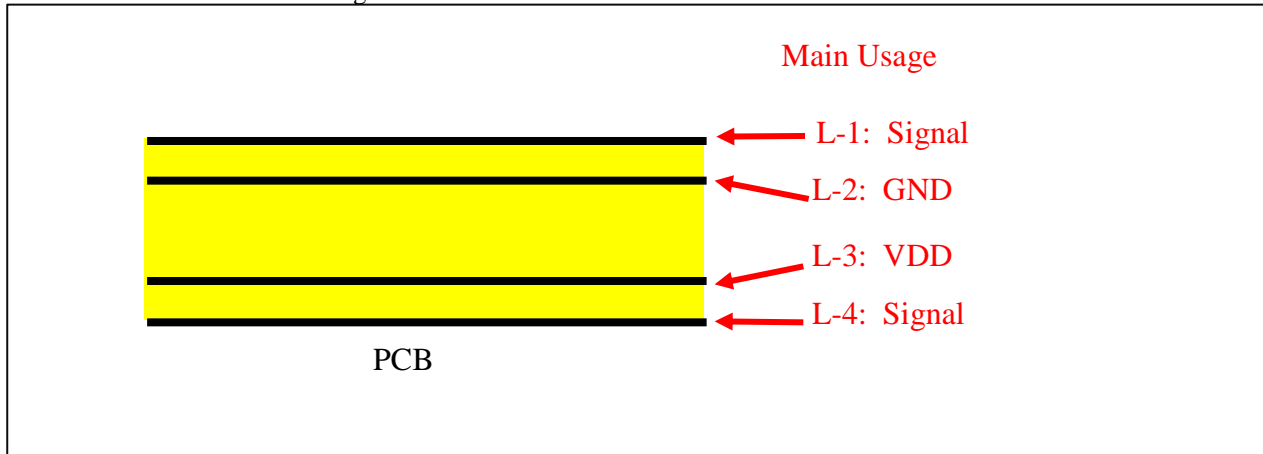 Main Usage
L-1: Signal
L-2: GND
L-3: VDD
L-4: Signal
PCB